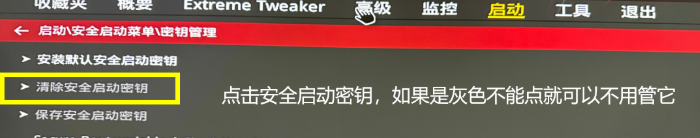 收藏夹 概要 Extreme Tweaker 高级 监控 启动 工具 退出
← 启动\安全启动菜单\密钥管理
➤ 安装默认安全启动密钥
➤ 清除安全启动密钥
点击安全启动密钥，如果是灰色不能点就可以不用管它
➤ 保存安全启动密钥